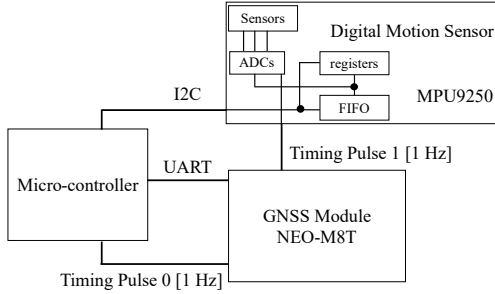 Sensors
Digital Motion Sensor
ADCs
registers
MPU9250
FIFO
I2C
Timing Pulse 1 [1 Hz]
UART
Micro-controller
GNSS Module
NEO-M8T
Timing Pulse 0 [1 Hz]